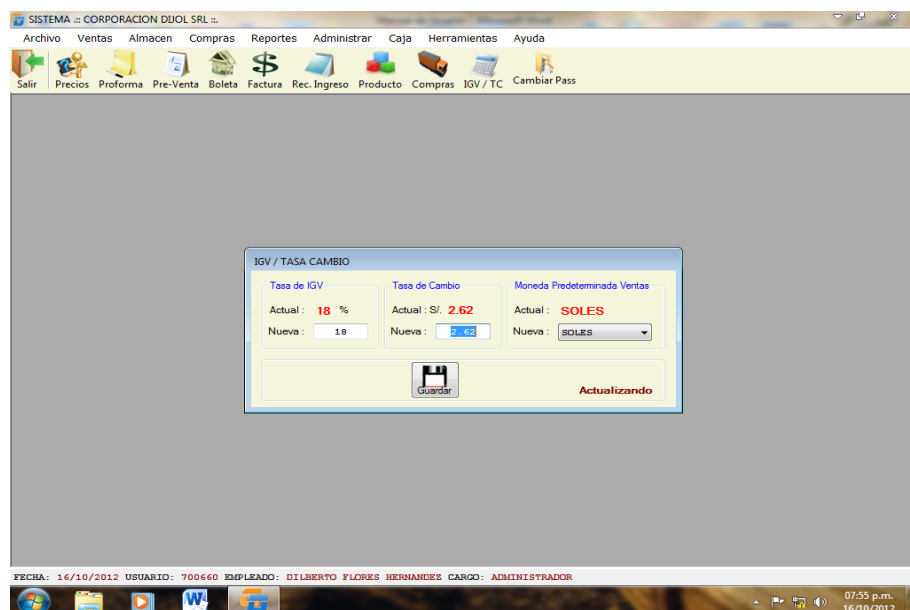 SISTEMA .:: CORPORACION DIJOL SRL ::.
Archivo Ventas Almacen Compras Reportes Administrar Caja Herramientas Ayuda
Salir Precios Proforma Pre-Venta Boleta Factura Rec. Ingreso Producto Compras IGV / TC Cambiar Pass
IGV / TASA CAMBIO
Tasa de IGV Tasa de Cambio Moneda Predeterminada Ventas
Actual : 18 % Actual : S/. 2.62 Actual : SOLES
Nueva : 18 Nueva : 2.62 Nueva : SOLES
Guardar Actualizando
FECHA: 16/10/2012 USUARIO: 700660 EMPLEADO: DILBERTO FLORES HERNANDEZ CARGO: ADMINISTRADOR
07:55 p.m.
16/10/2012